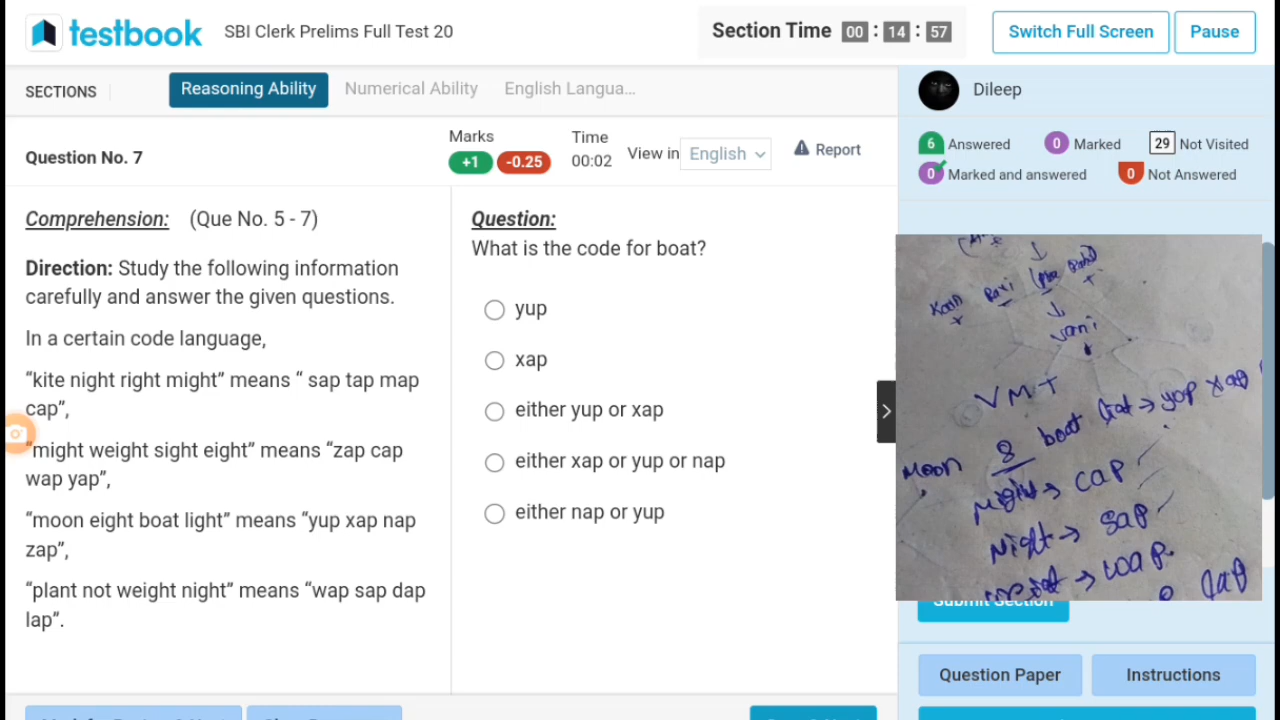 testbook
SBI Clerk Prelims Full Test 20
Section Time 00 : 14 : 57
Switch Full Screen
Pause
SECTIONS
Reasoning Ability
Numerical Ability
English Langua...
Dileep
Question No. 7
Marks
+1 -0.25
Time
00:02
View in English
Report
6 Answered
0 Marked
29 Not Visited
0 Marked and answered
0 Not Answered
Comprehension: (Que No. 5 - 7)
Direction: Study the following information
carefully and answer the given questions.
In a certain code language,
“kite night right might” means “ sap tap map
cap”,
“might weight sight eight” means “zap cap
wap yap”,
“moon eight boat light” means “yup xap nap
zap”,
“plant not weight night” means “wap sap dap
lap”.
Question:
What is the code for boat?
yup
xap
either yup or xap
either xap or yup or nap
either nap or yup
Ravi
Vani
VMT
Moon 8 boat → yap xap
→ cap
Night → sap
→ wap
Submit Section
Question Paper
Instructions